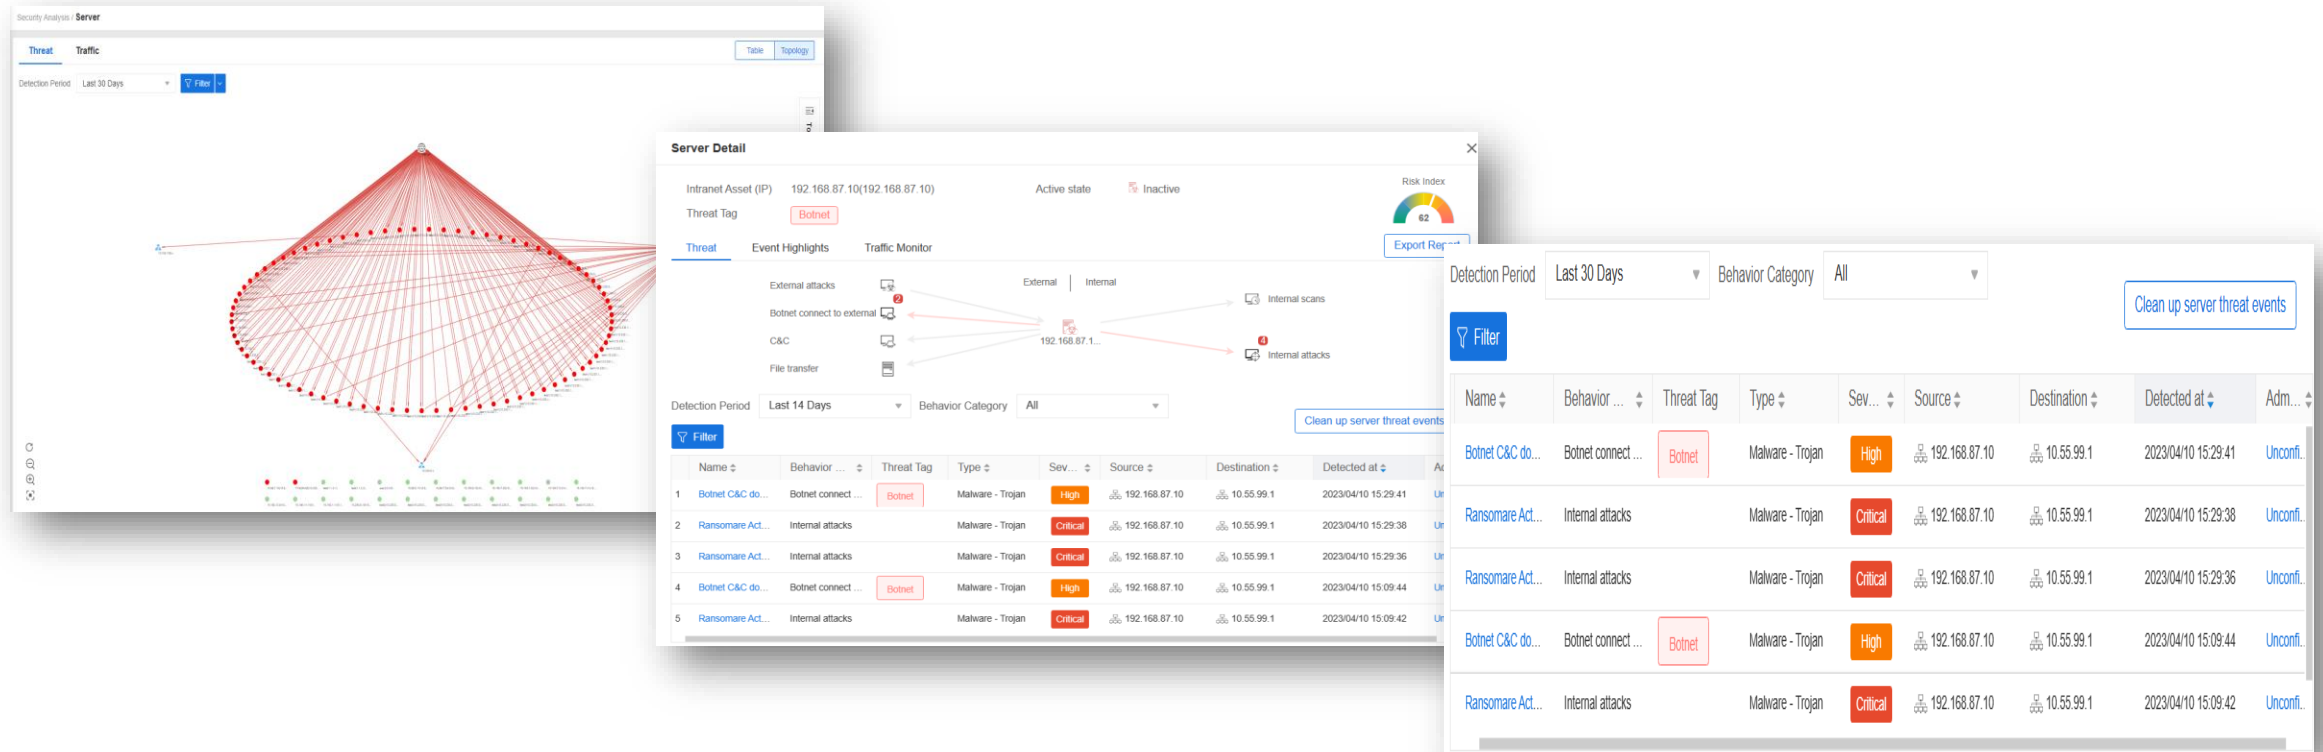 Security Analysis / Server
Threat Traffic
Table Topology
Detection Period Last 30 Days Filter
Server Detail
Intranet Asset (IP) 192.168.87.10(192.168.87.10) Active state Inactive
Risk Index
62
Threat Tag Botnet
Threat Event Highlights Traffic Monitor
Export Report
External attacks
External Internal
2
Internal scans
Botnet connect to external
C&C
192.168.87.1...
4
Internal attacks
File transfer
Detection Period Last 14 Days Behavior Category All
Clean up server threat events
Filter
Name Behavior ... Threat Tag Type Sev... Source Destination Detected at
1 Botnet C&C do... Botnet connect ... Botnet Malware - Trojan High 192.168.87.10 10.55.99.1 2023/04/10 15:29:41
2 Ransomare Act... Internal attacks Malware - Trojan Critical 192.168.87.10 10.55.99.1 2023/04/10 15:29:38
3 Ransomare Act... Internal attacks Malware - Trojan Critical 192.168.87.10 10.55.99.1 2023/04/10 15:29:36
4 Botnet C&C do... Botnet connect ... Botnet Malware - Trojan High 192.168.87.10 10.55.99.1 2023/04/10 15:09:44
5 Ransomare Act... Internal attacks Malware - Trojan Critical 192.168.87.10 10.55.99.1 2023/04/10 15:09:42
Detection Period Last 30 Days Behavior Category All
Clean up server threat events
Filter
Name Behavior ... Threat Tag Type Sev... Source Destination Detected at Adm...
Botnet C&C do... Botnet connect ... Botnet Malware - Trojan High 192.168.87.10 10.55.99.1 2023/04/10 15:29:41 Unconfi..
Ransomare Act... Internal attacks Malware - Trojan Critical 192.168.87.10 10.55.99.1 2023/04/10 15:29:38 Unconfi..
Ransomare Act... Internal attacks Malware - Trojan Critical 192.168.87.10 10.55.99.1 2023/04/10 15:29:36 Unconfi..
Botnet C&C do... Botnet connect ... Botnet Malware - Trojan High 192.168.87.10 10.55.99.1 2023/04/10 15:09:44 Unconfi..
Ransomare Act... Internal attacks Malware - Trojan Critical 192.168.87.10 10.55.99.1 2023/04/10 15:09:42 Unconfi..